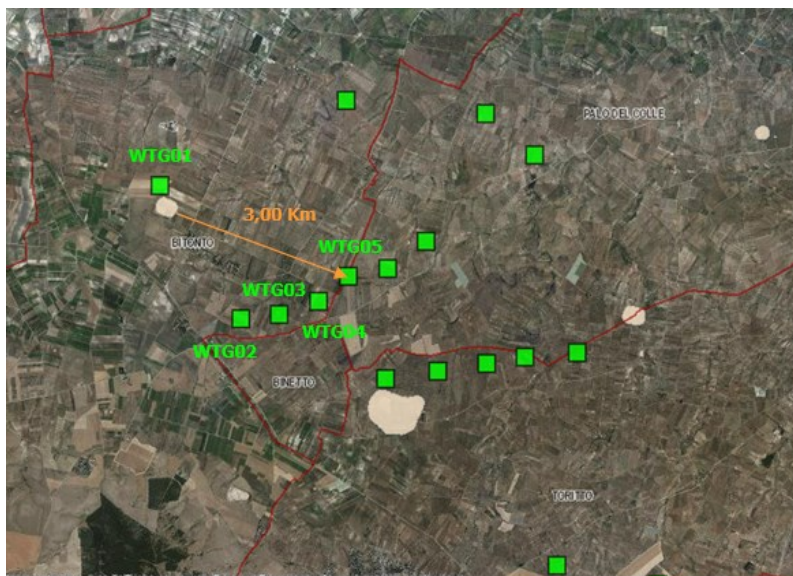 PALO DEL COLLE
WTG01
3,00 Km
BITONTO
WTG05
WTG03
WTG04
WTG02
BINETTO
TORITTO